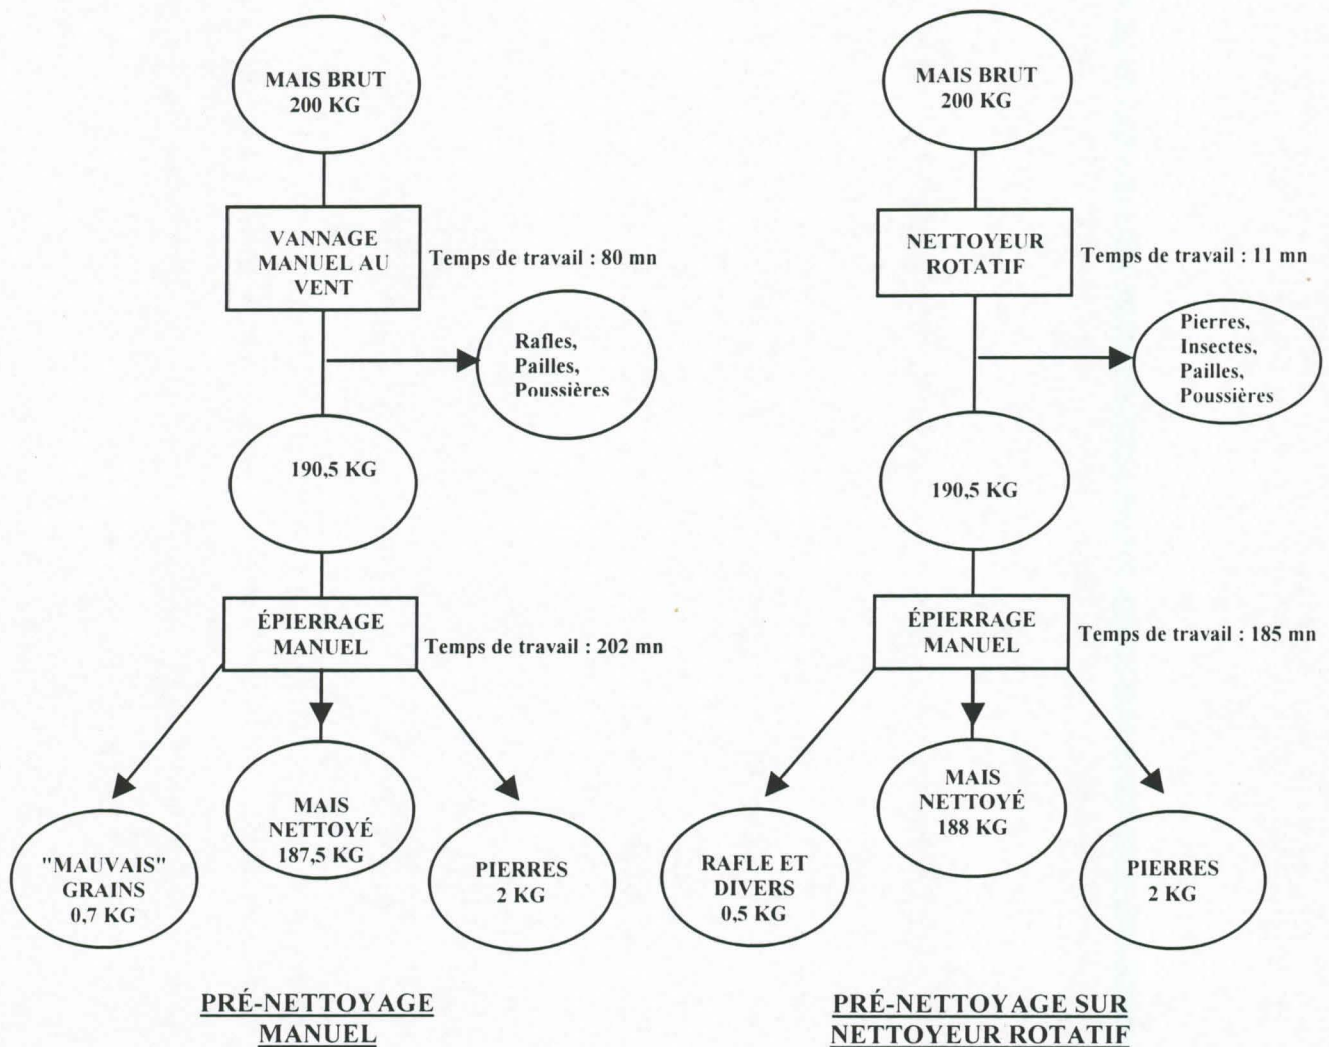 MAIS BRUT
200 KG
VANNAGE
MANUEL AU
VENT
Temps de travail : 80 mn
Rafles,
Pailles,
Poussières
190,5 KG
ÉPIERRAGE
MANUEL
Temps de travail : 202 mn
"MAUVAIS"
GRAINS
0,7 KG
MAIS
NETTOYÉ
187,5 KG
PIERRES
2 KG
PRÉ-NETTOYAGE
MANUEL
MAIS BRUT
200 KG
NETTOYEUR
ROTATIF
Temps de travail : 11 mn
Pierres,
Insectes,
Pailles,
Poussières
190,5 KG
ÉPIERRAGE
MANUEL
Temps de travail : 185 mn
RAFLE ET
DIVERS
0,5 KG
MAIS
NETTOYÉ
188 KG
PIERRES
2 KG
PRÉ-NETTOYAGE SUR
NETTOYEUR ROTATIF